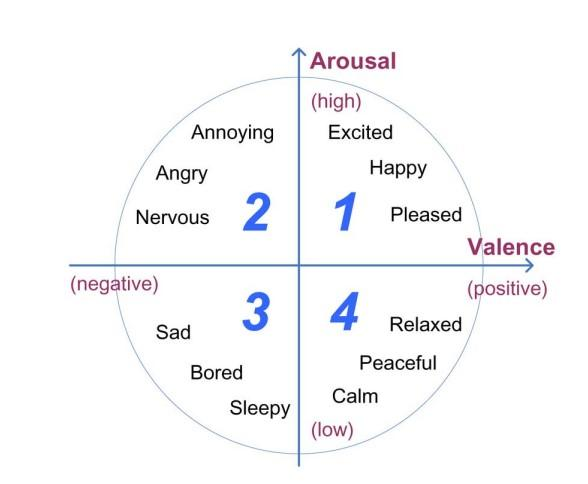 Arousal
(high)
Annoying
Excited
Angry
Happy
2
1
Nervous
Pleased
Valence
(negative)
(positive)
3
4
Sad
Relaxed
Bored
Peaceful
Sleepy
Calm
(low)